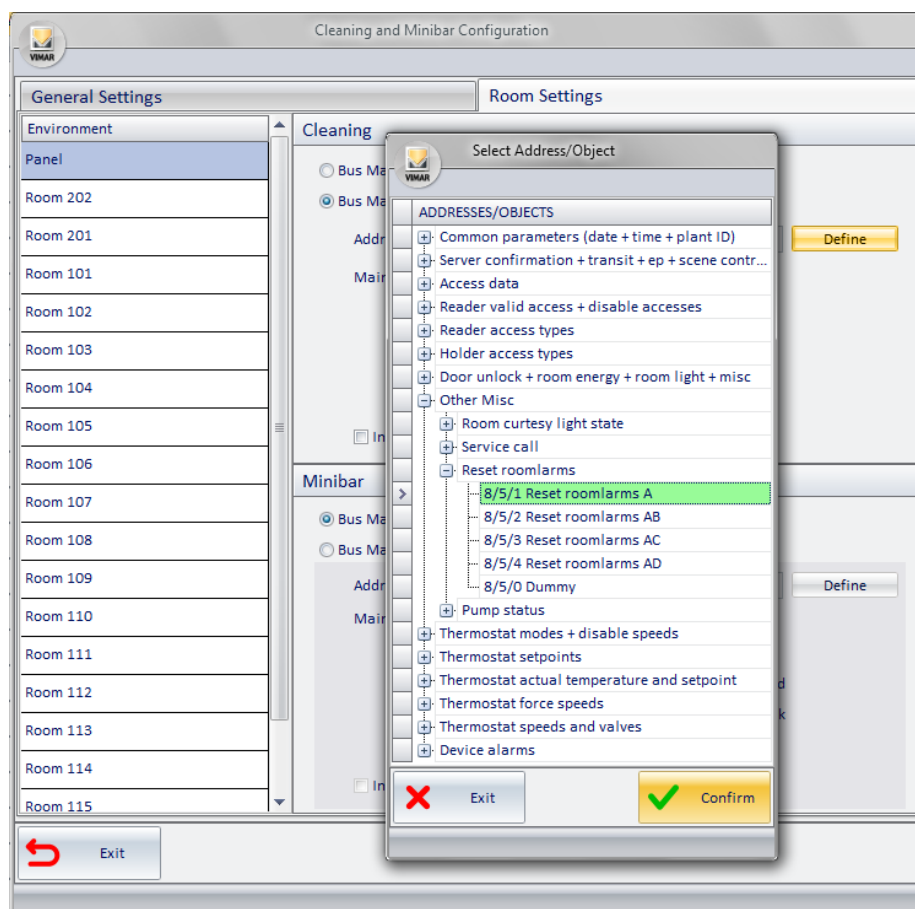 Cleaning and Minibar Configuration
VIMAR
General Settings
Room Settings
Environment
Panel
Room 202
Room 201
Room 101
Room 102
Room 103
Room 104
Room 105
Room 106
Room 107
Room 108
Room 109
Room 110
Room 111
Room 112
Room 113
Room 114
Room 115
Cleaning
Bus Ma
Bus Ma
Addr
Define
Main
In
Minibar
Bus Ma
Bus Ma
Addr
Define
Main
d
k
In
Select Address/Object
VIMAR
ADDRESSES/OBJECTS
Common parameters (date + time + plant ID)
Server confirmation + transit + ep + scene contr...
Access data
Reader valid access + disable accesses
Reader access types
Holder access types
Door unlock + room energy + room light + misc
Other Misc
Room curtesy light state
Service call
Reset roomlarms
8/5/1 Reset roomlarms A
8/5/2 Reset roomlarms AB
8/5/3 Reset roomlarms AC
8/5/4 Reset roomlarms AD
8/5/0 Dummy
Pump status
Thermostat modes + disable speeds
Thermostat setpoints
Thermostat actual temperature and setpoint
Thermostat force speeds
Thermostat speeds and valves
Device alarms
Exit
Confirm
Exit